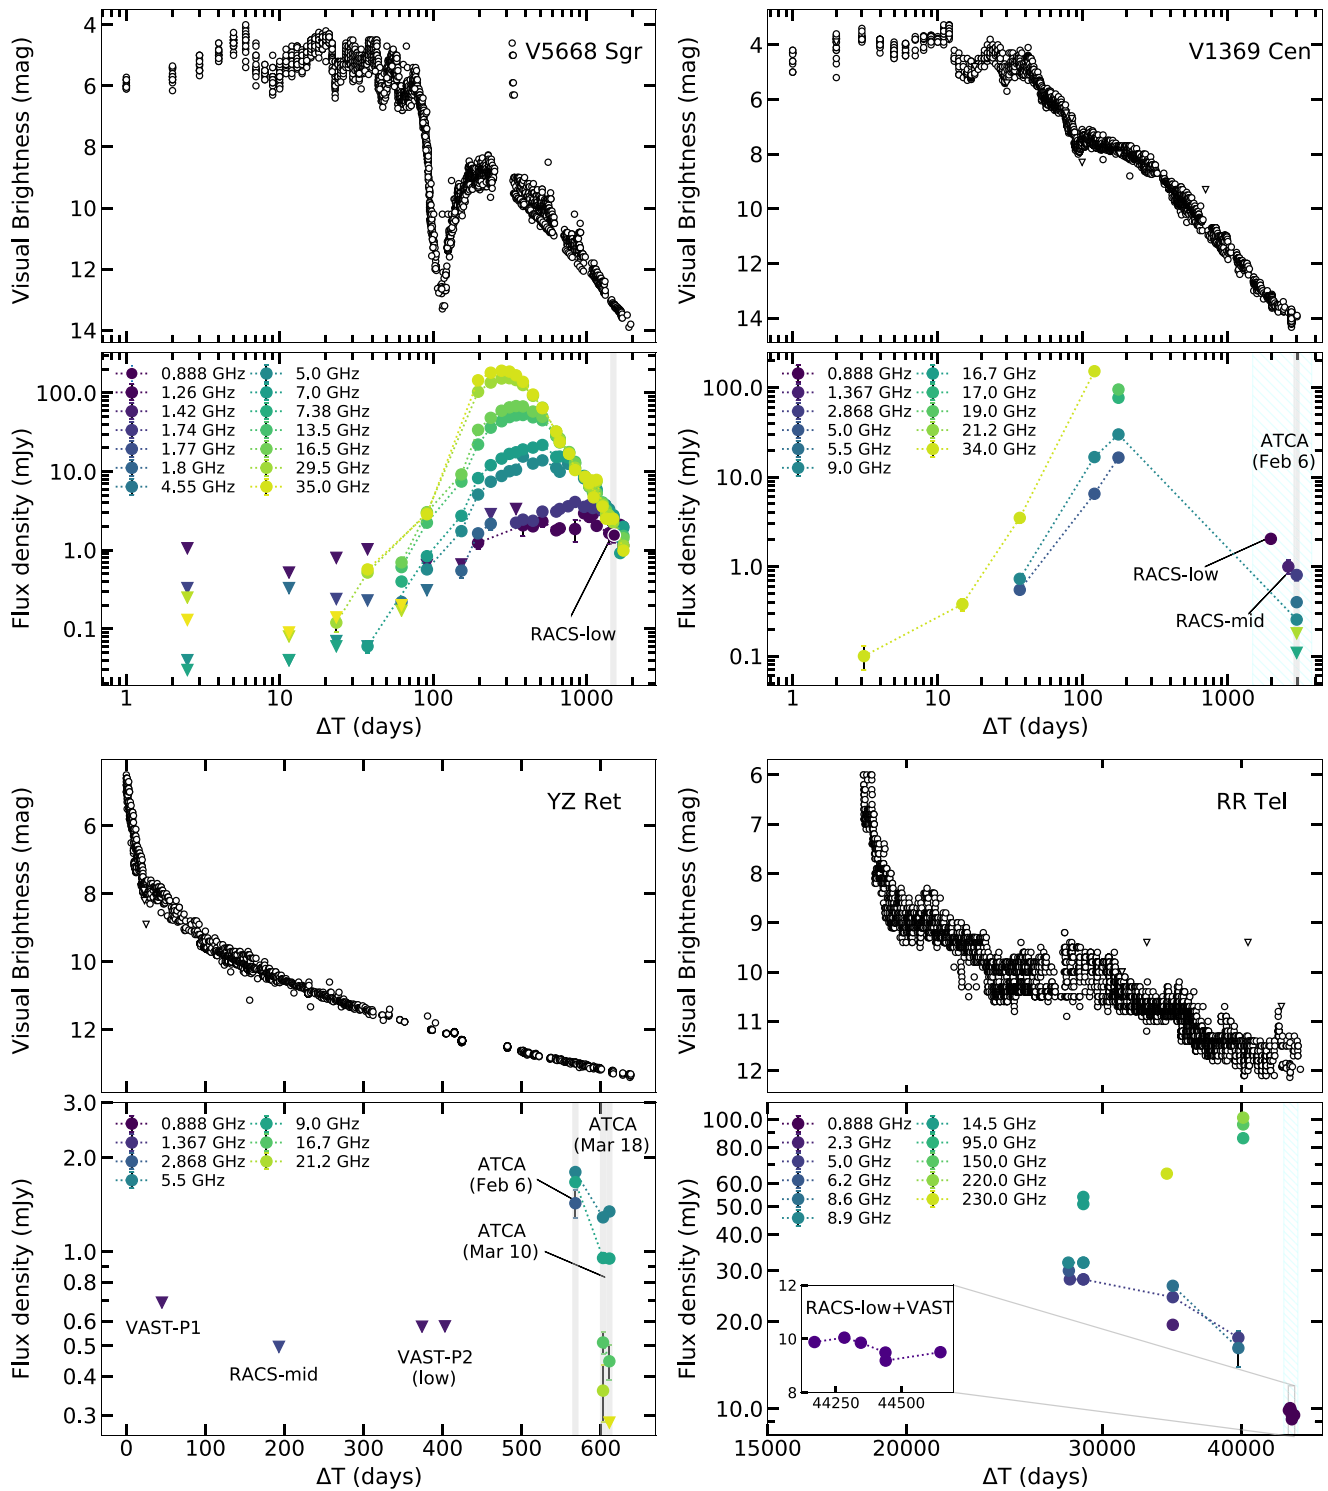 V5668 Sgr
Visual Brightness (mag)
4
6
8
10
12
14
V1369 Cen
Visual Brightness (mag)
4
6
8
10
12
14
Flux density (mJy)
100.0
10.0
1.0
0.1
0.888 GHz
1.26 GHz
1.42 GHz
1.74 GHz
1.77 GHz
1.8 GHz
4.55 GHz
5.0 GHz
7.0 GHz
7.38 GHz
13.5 GHz
16.5 GHz
29.5 GHz
35.0 GHz
RACS-low
1 10 100 1000
ΔT (days)
Flux density (mJy)
100.0
10.0
1.0
0.1
0.888 GHz
1.367 GHz
2.868 GHz
5.0 GHz
5.5 GHz
9.0 GHz
16.7 GHz
17.0 GHz
19.0 GHz
21.2 GHz
34.0 GHz
ATCA
(Feb 6)
RACS-low
RACS-mid
1 10 100 1000
ΔT (days)
YZ Ret
Visual Brightness (mag)
6
8
10
12
0 100 200 300 400 500 600
RR Tel
Visual Brightness (mag)
6
7
8
9
10
11
12
Flux density (mJy)
3.0
2.0
1.0
0.8
0.6
0.5
0.4
0.3
0.888 GHz
1.367 GHz
2.868 GHz
5.5 GHz
9.0 GHz
16.7 GHz
21.2 GHz
ATCA
(Mar 18)
ATCA
(Feb 6)
ATCA
(Mar 10)
VAST-P1
RACS-mid
VAST-P2
(low)
0 100 200 300 400 500 600
ΔT (days)
Flux density (mJy)
100.0
80.0
60.0
50.0
40.0
30.0
20.0
10.0
0.888 GHz
2.3 GHz
5.0 GHz
6.2 GHz
8.6 GHz
8.9 GHz
14.5 GHz
95.0 GHz
150.0 GHz
220.0 GHz
230.0 GHz
12
10
8
RACS-low+VAST
44250 44500
15000 20000 30000 40000
ΔT (days)